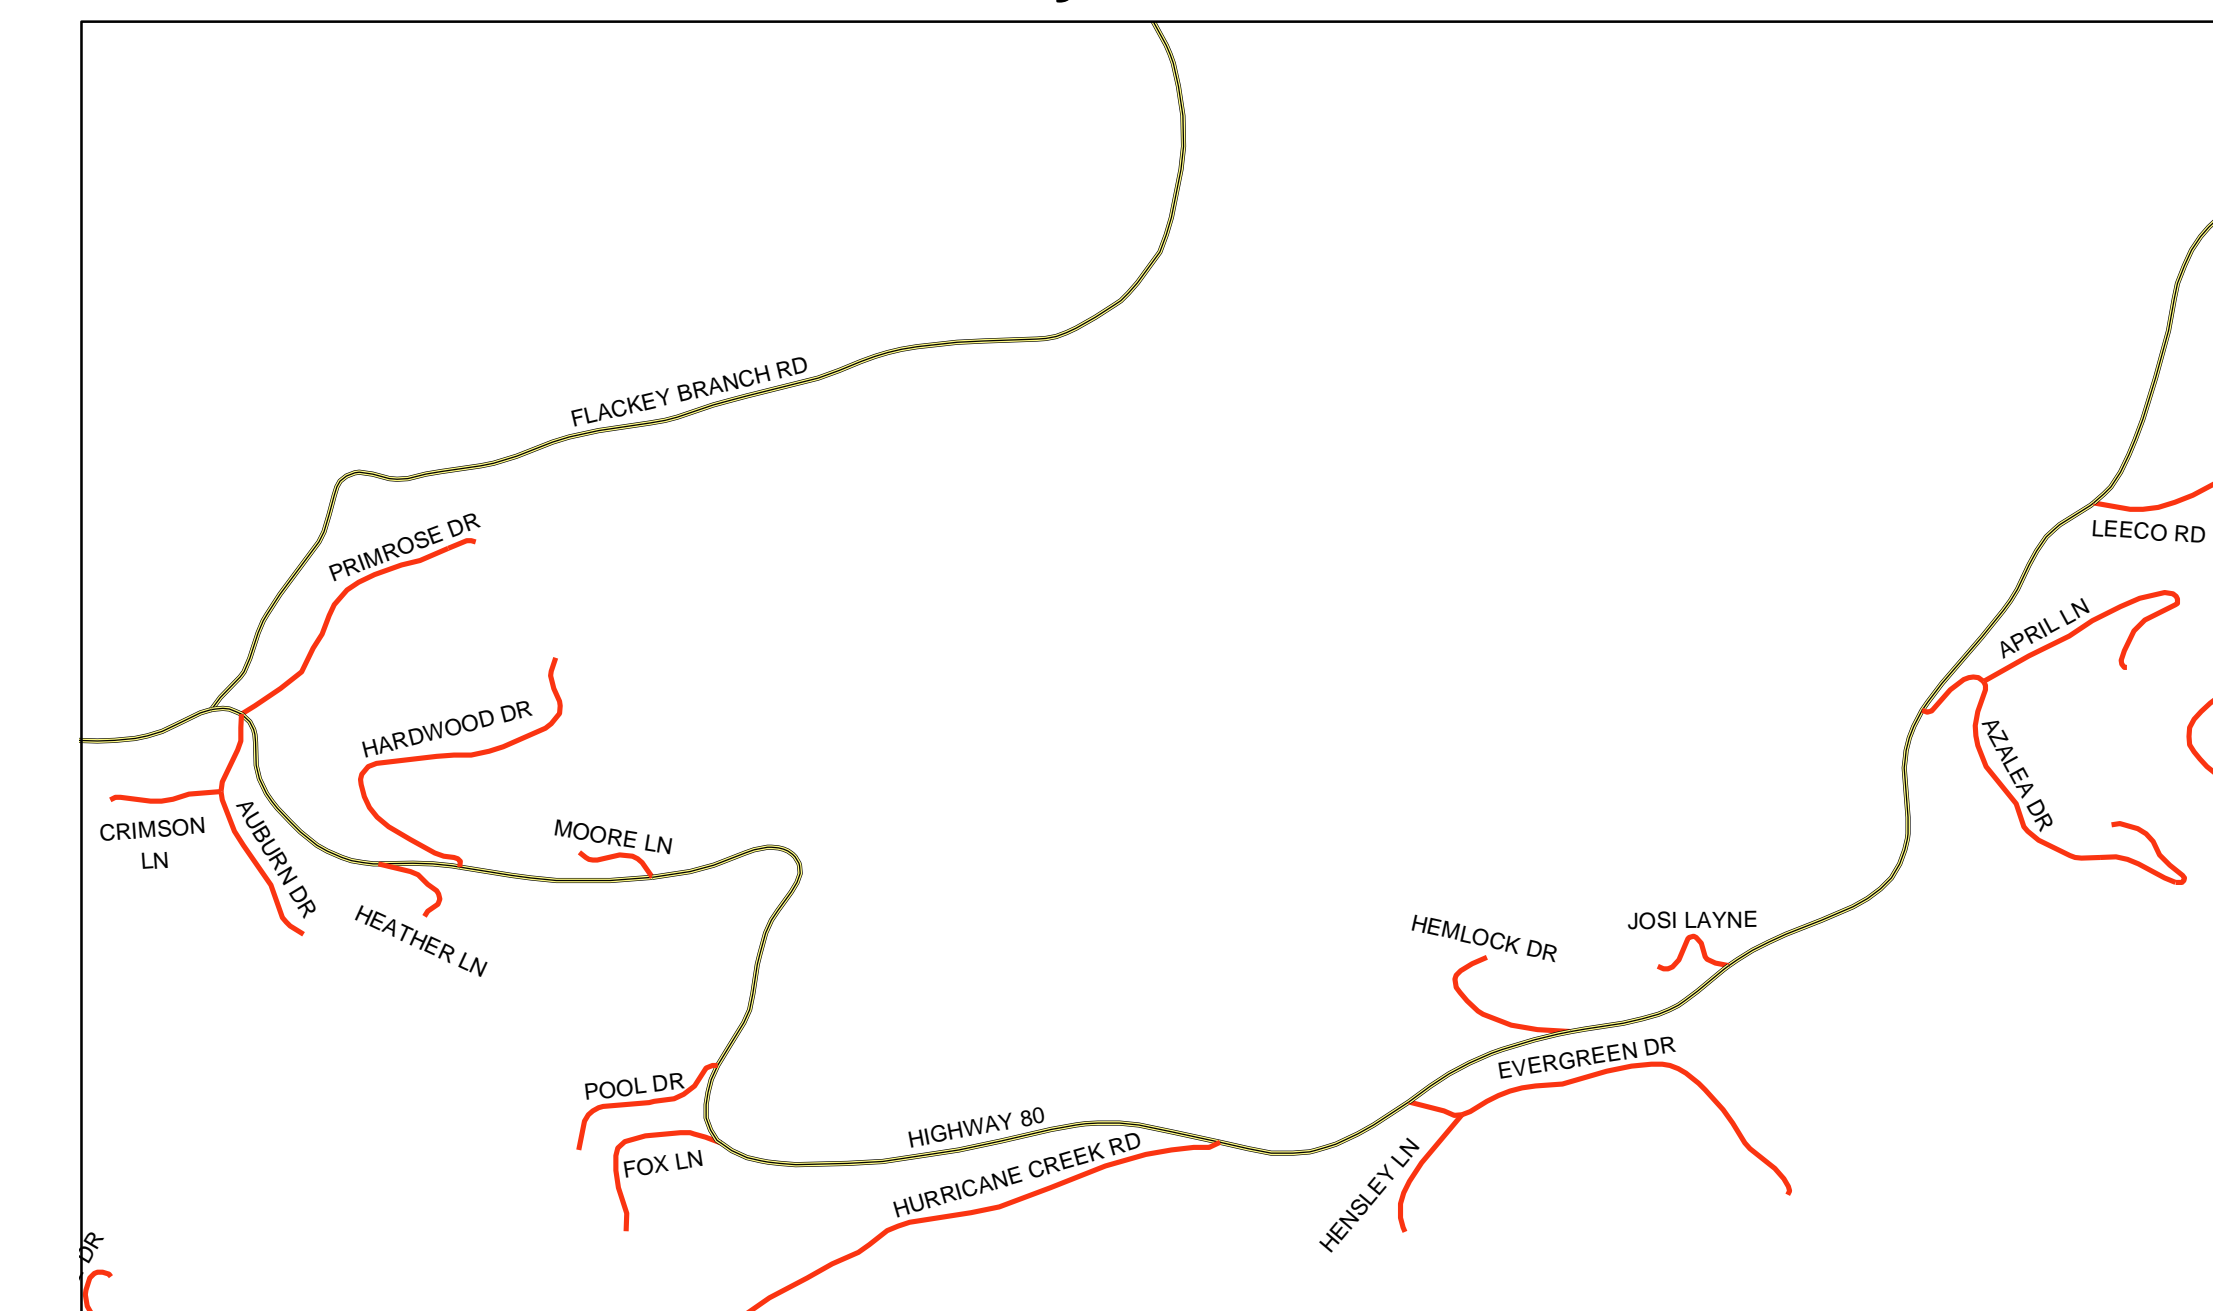 FLACKEY BRANCH RD
PRIMROSE DR
LEECO RD
APRIL LN
HARDWOOD DR
AZALEA DR
CRIMSON
LN
AUBURN DR
MOORE LN
HEATHER LN
HEMLOCK DR
JOSI LAYNE
EVERGREEN DR
POOL DR
FOX LN
HIGHWAY 80
HURRICANE CREEK RD
HENSLEY LN
DR